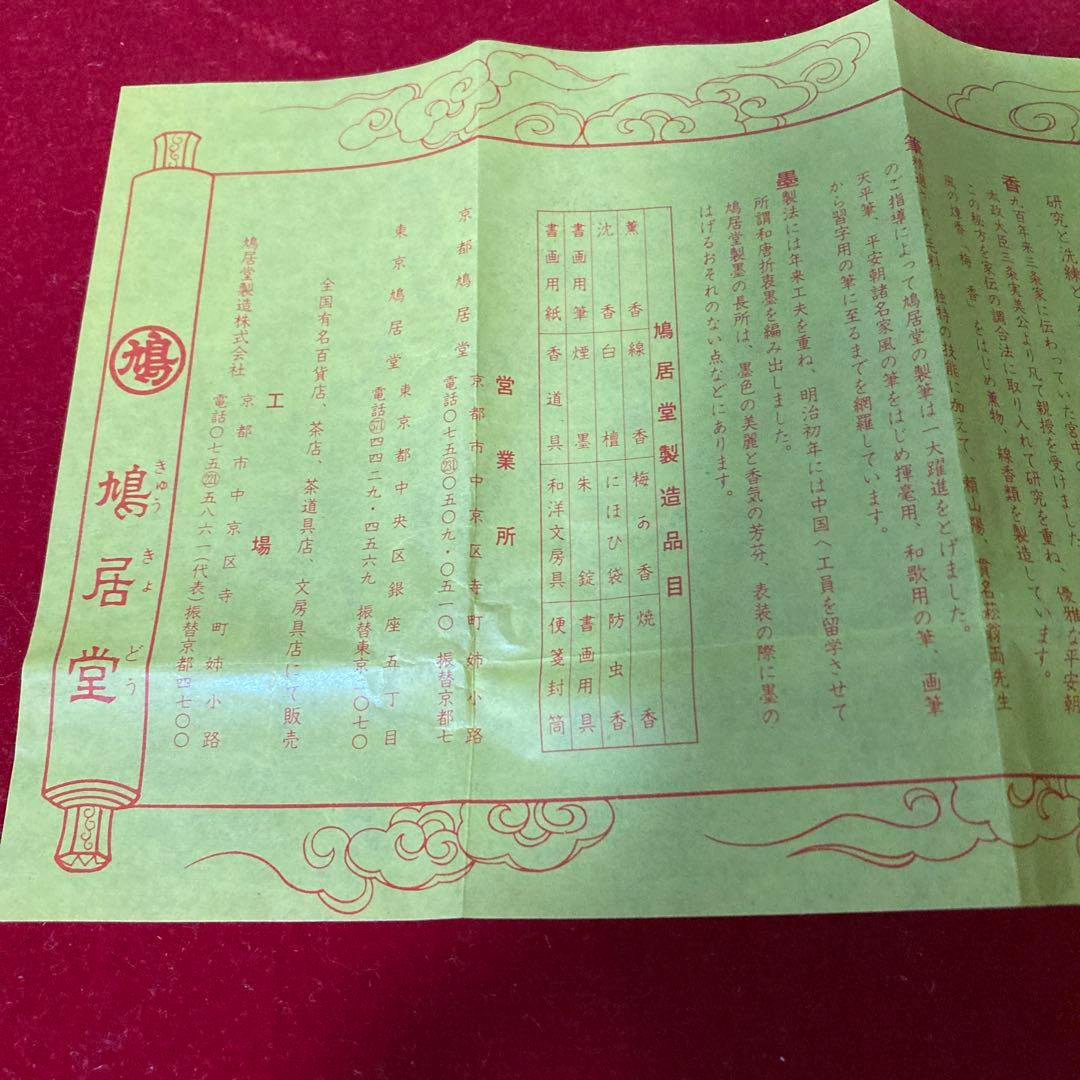 研究と洗練と
香 九百年来三条家に伝わっていた宮中の 優雅な平安朝
太政大臣三条実美公より凡て親授を受けました
この秘方を家伝の調合法に取り入れて研究を重ね、
風の煉香「梅 香」をはじめ薫物、線香類を製造しています。
筆 独特の技能に加えて、頼山陽、貫名菘翁両先生
のご指導によって鳩居堂の製筆は一大躍進をとげました。
天平筆、平安朝諸名家風の筆をはじめ揮毫用、和歌用の筆、画筆
から習字用の筆に至るまでを網羅しています。
墨 製法には年来工夫を重ね、明治初年には中国へ工員を留学させて
所謂和唐折衷墨を編み出しました。
鳩居堂製墨の長所は、墨色の美麗と香気の芳芬、表装の際に墨の
はげるおそれのない点などにあります。
鳩居堂製造品目
薫香 線香 梅の香 焼香
沈香 白檀 にほひ袋 防虫香
書画用筆 煙墨 朱錠 書画用具
書画用紙 香道具 和洋文房具 便箋封筒
営業所
京都鳩居堂 京都市中京区寺町姉小路
電話〇七五(231)〇五〇九・〇五一〇 振替京都七
東京鳩居堂 東京都中央区銀座五丁目
電話(571)四四二九・四五六九 振替東京一〇七〇
全国有名百貨店、茶店、茶道具店、文房具店にて販売
工場
鳩居堂製造株式会社 京都市中京区寺町姉小路
電話〇七五(221)五八六一(代表)振替京都四七〇〇
鳩
鳩居堂
きゅうきょどう